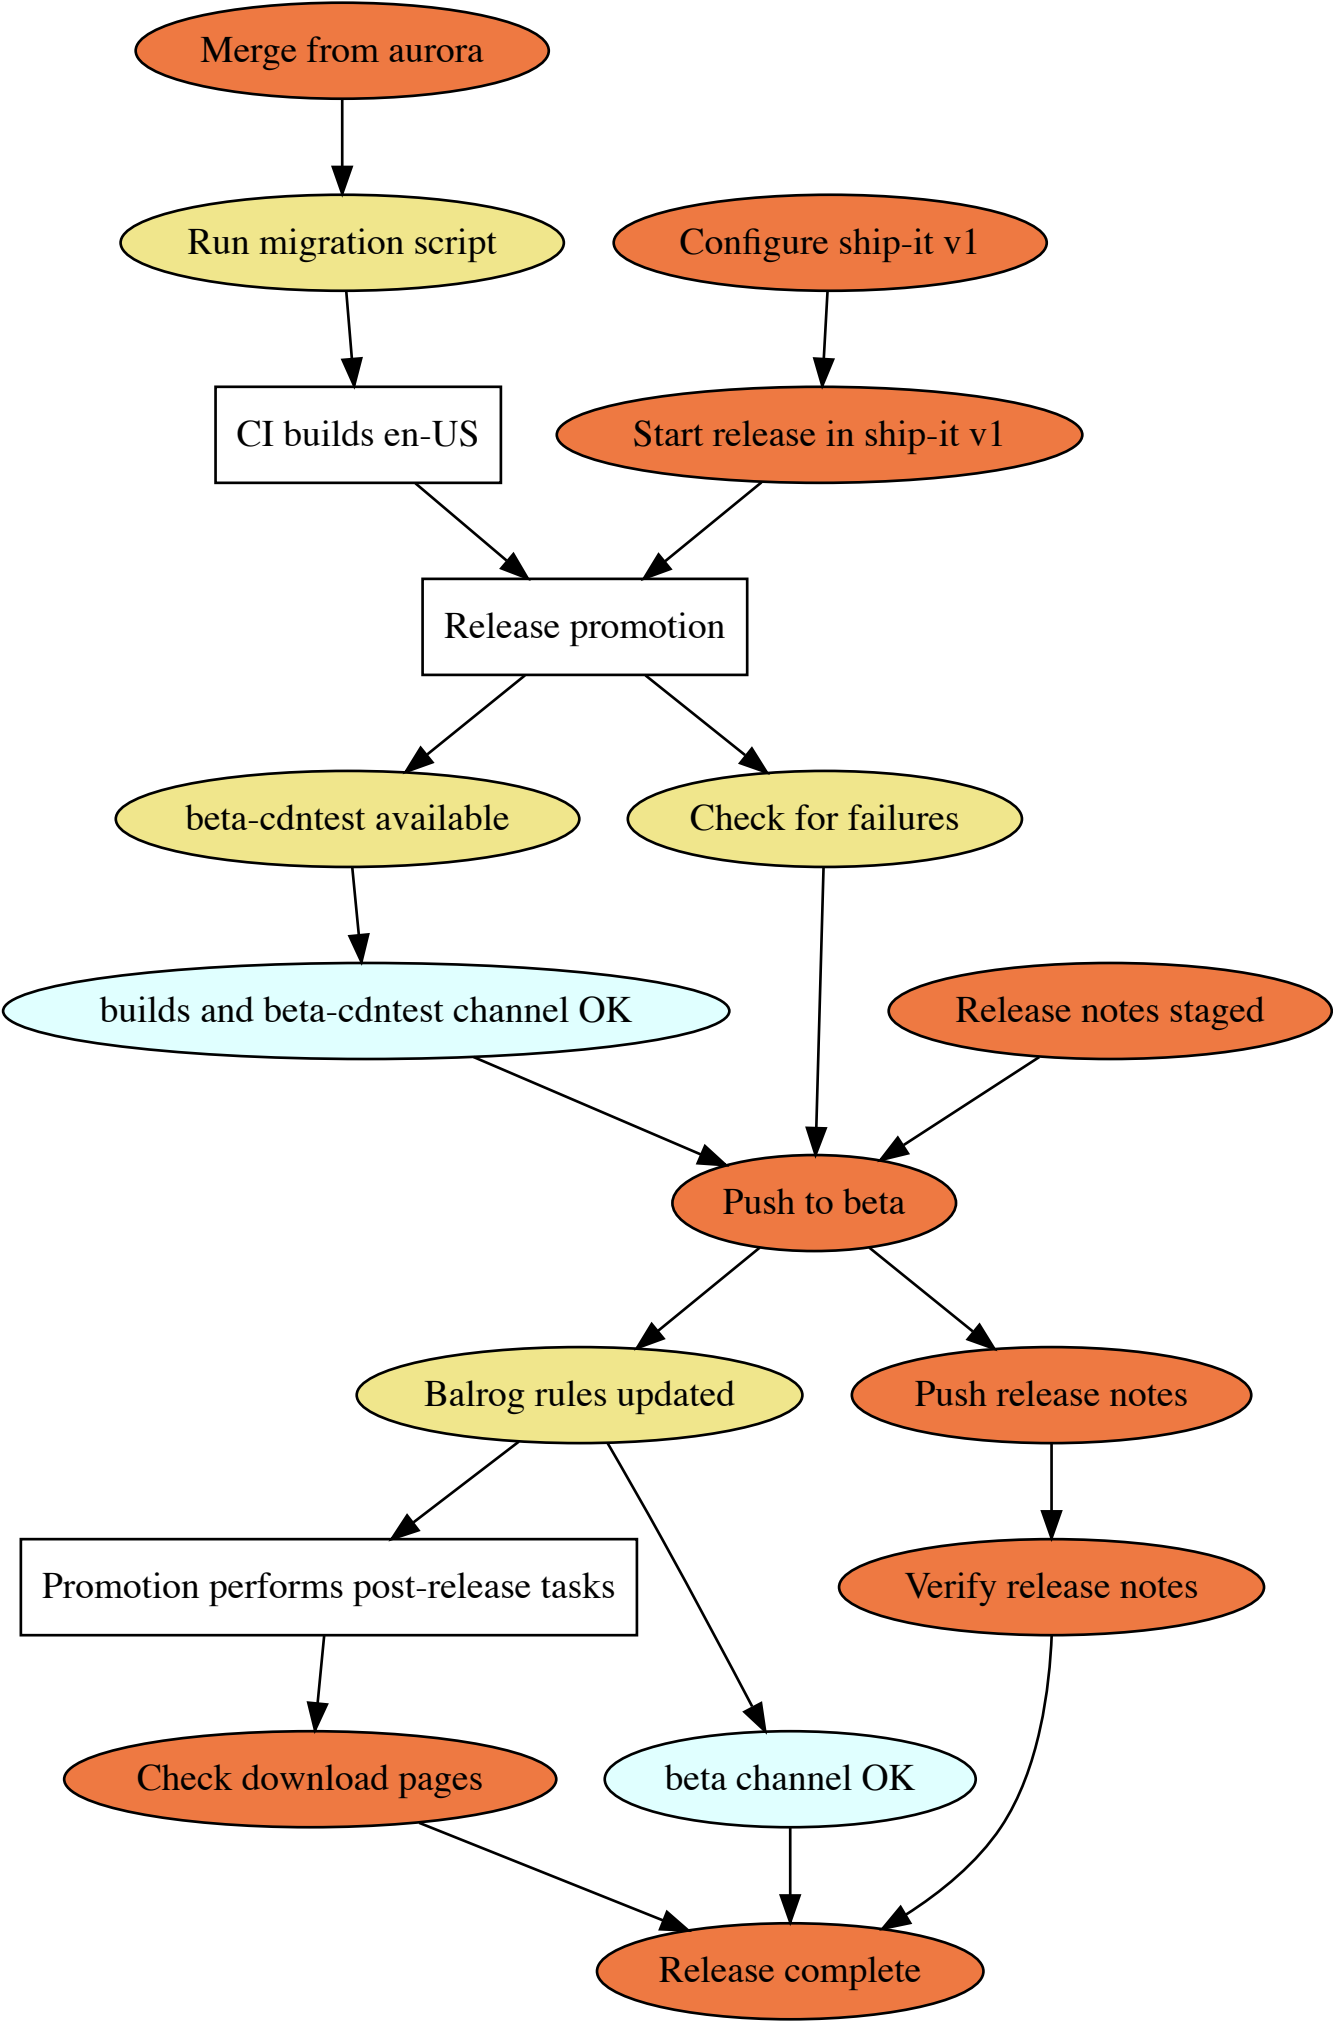 Merge from aurora
Run migration script
Configure ship-it v1
CI builds en-US
Start release in ship-it v1
Release promotion
beta-cdntest available
Check for failures
builds and beta-cdntest channel OK
Release notes staged
Push to beta
Balrog rules updated
Push release notes
Promotion performs post-release tasks
Verify release notes
Check download pages
beta channel OK
Release complete